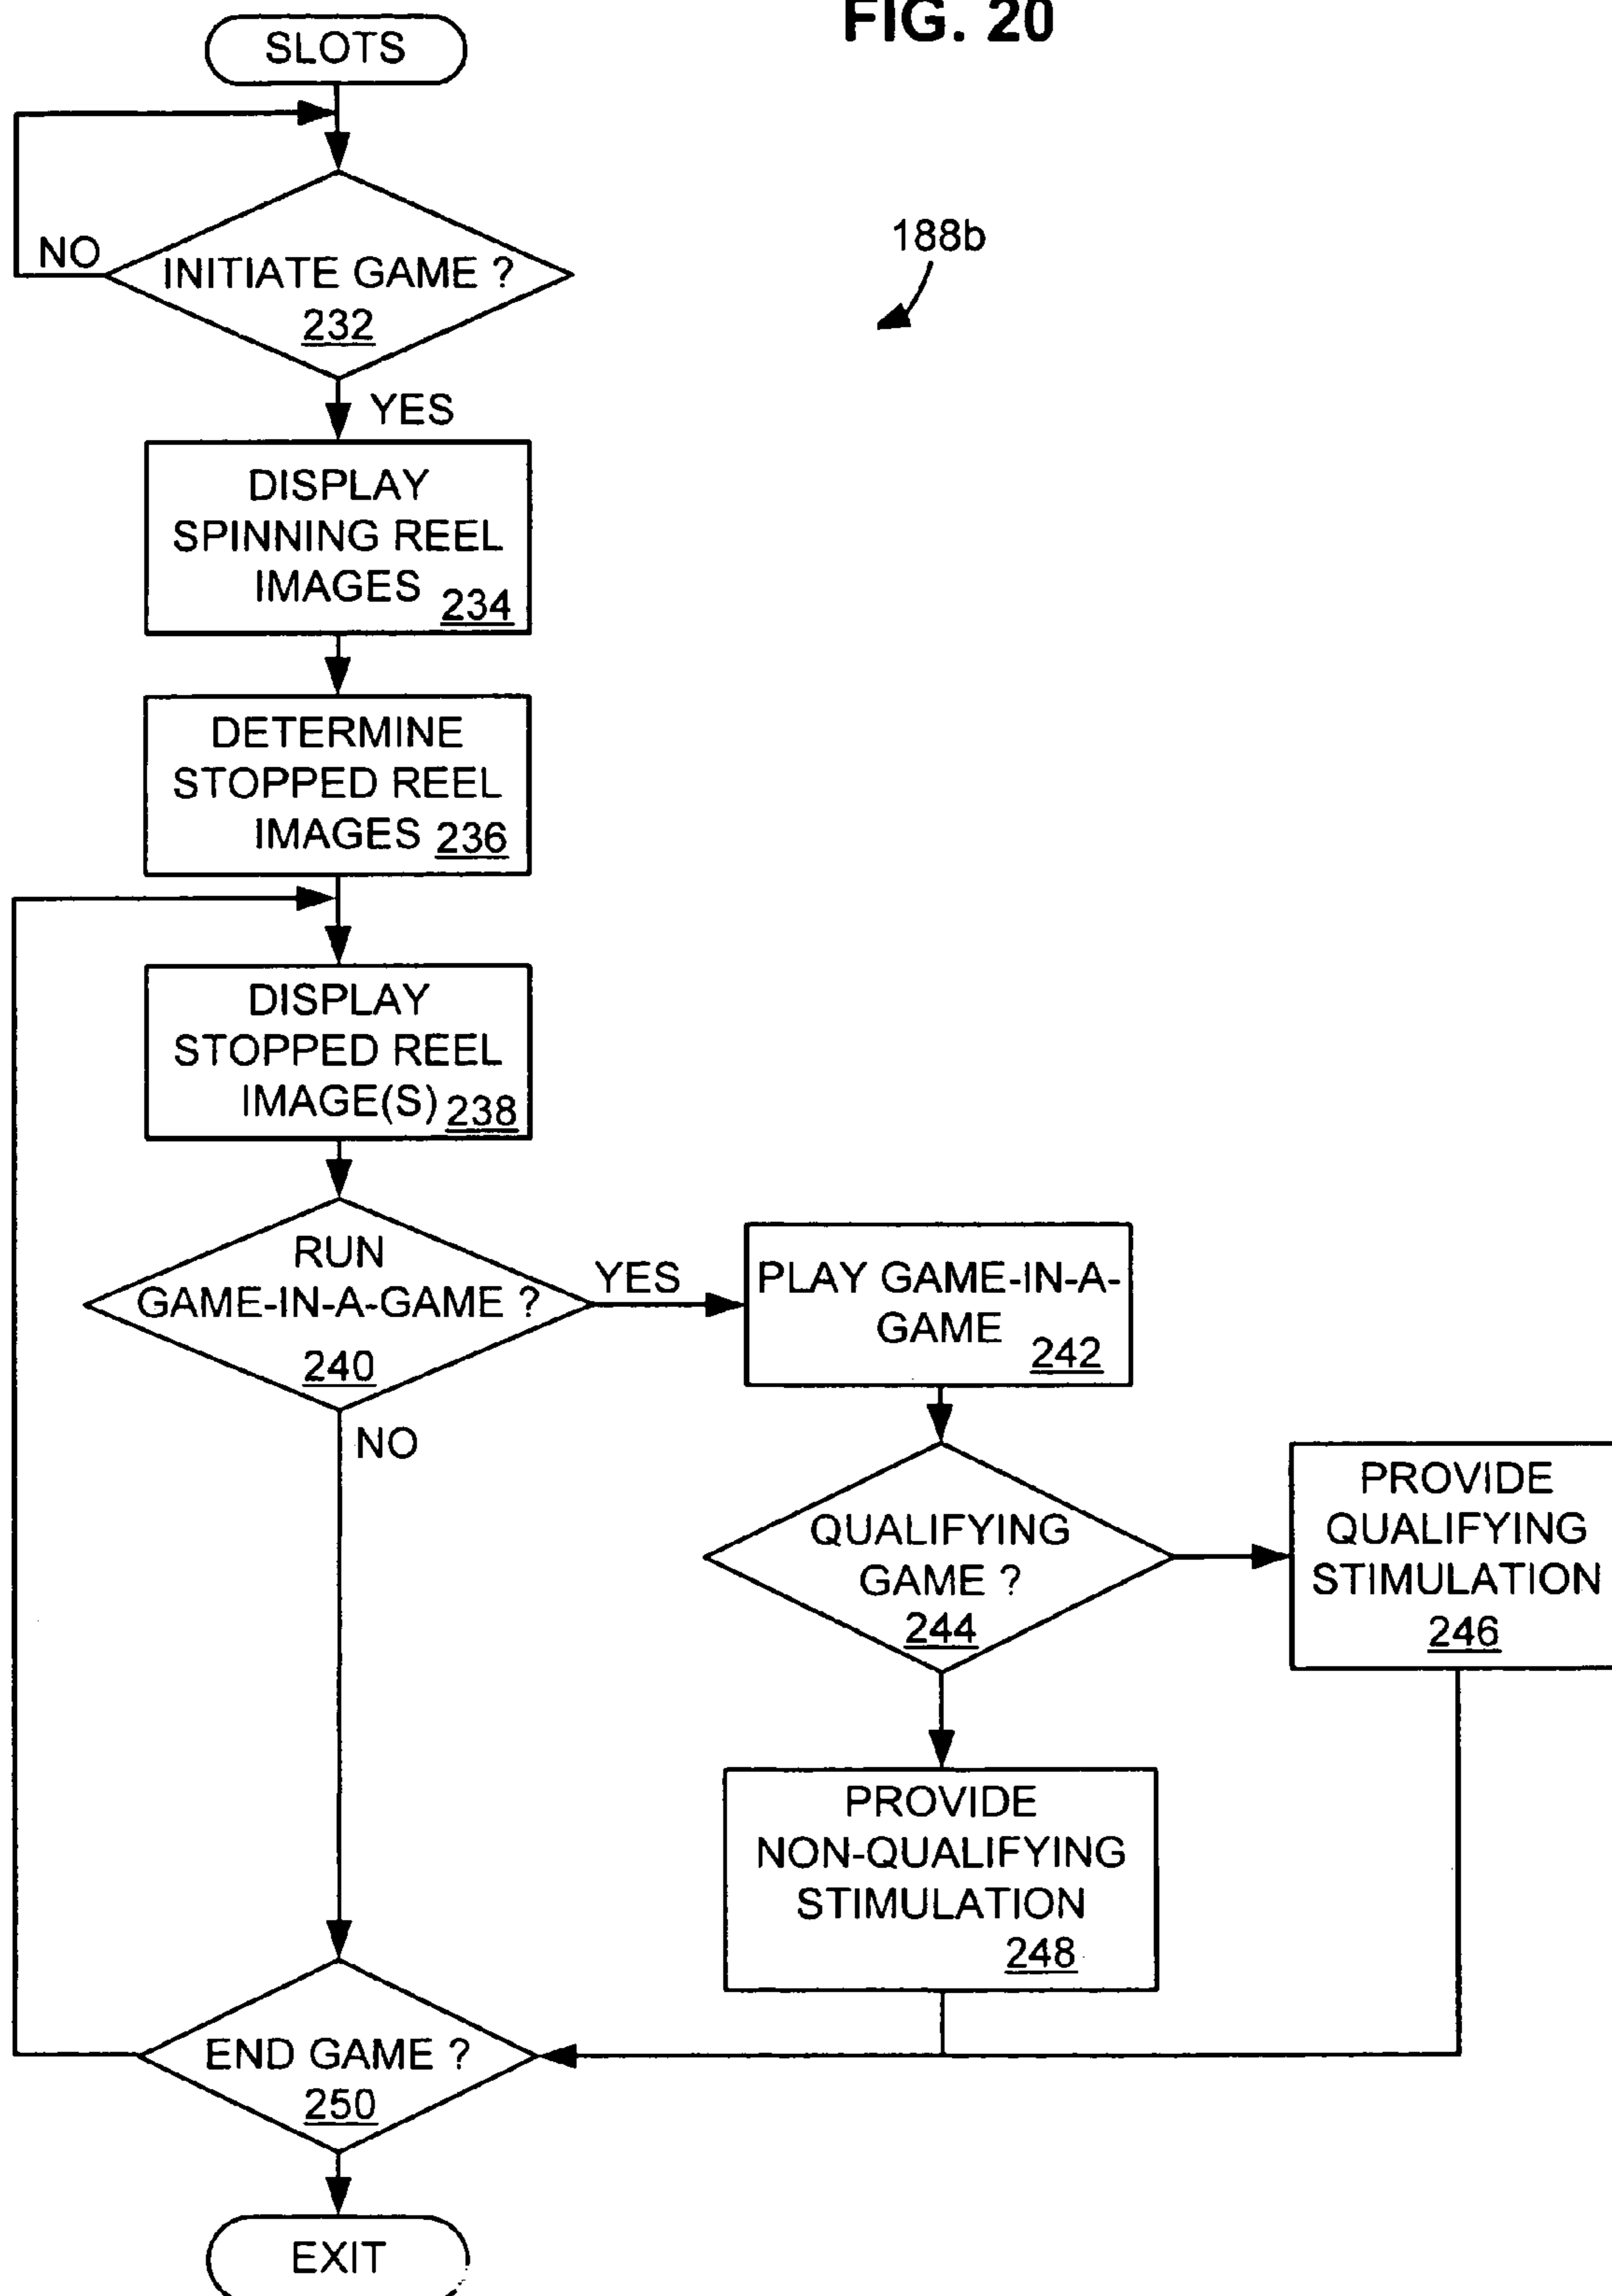 FIG. 20
SLOTS
188b
NO
INITIATE GAME ?
232
YES
DISPLAY
SPINNING REEL
IMAGES 234
DETERMINE
STOPPED REEL
IMAGES 236
DISPLAY
STOPPED REEL
IMAGE(S) 238
RUN
GAME-IN-A-GAME ?
240
YES
NO
PLAY GAME-IN-A-
GAME
242
QUALIFYING
GAME ?
244
PROVIDE
QUALIFYING
STIMULATION
246
PROVIDE
NON-QUALIFYING
STIMULATION
248
END GAME ?
250
EXIT